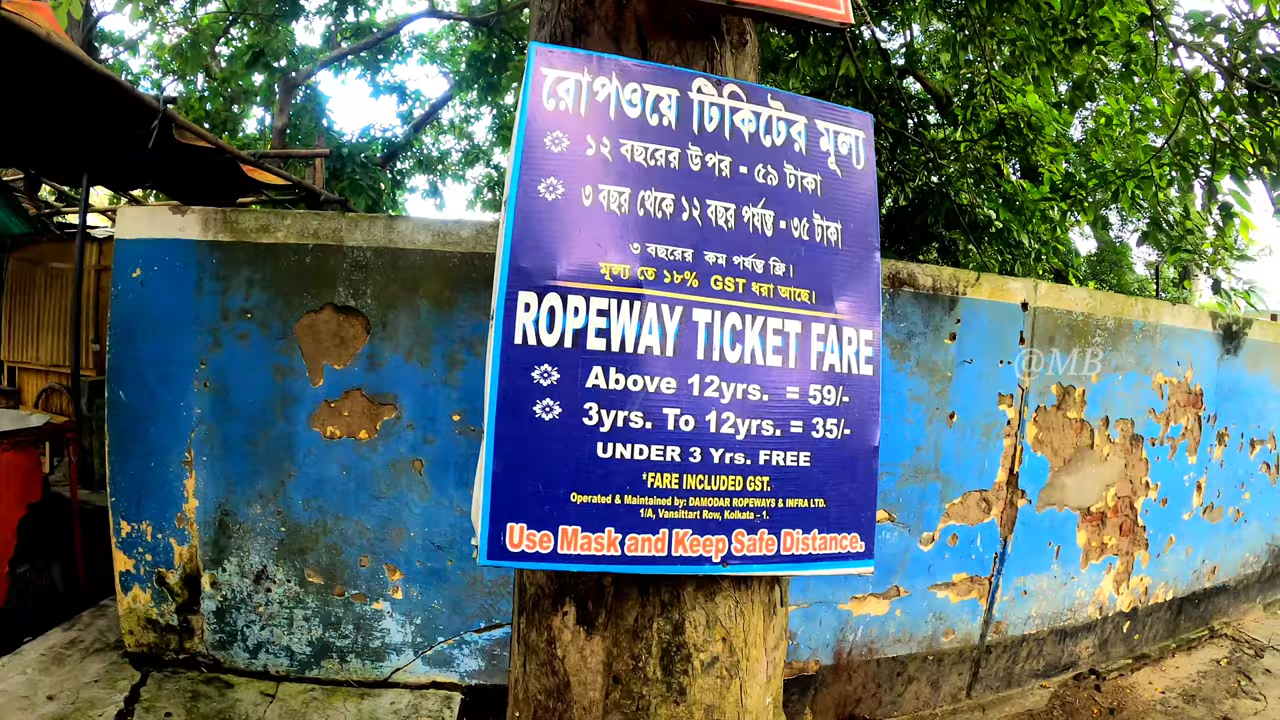 রোপওয়ে টিকিটের মূল্য
১২ বছরের উপর - ৫৯ টাকা
৩ বছর থেকে ১২ বছর পর্যন্ত - ৩৫ টাকা
৩ বছরের কম পর্যন্ত ফ্রি।
মূল্য তে ১৮% GST ধরা আছে।
ROPEWAY TICKET FARE
Above 12yrs. = 59/-
3yrs. To 12yrs. = 35/-
UNDER 3 Yrs. FREE
*FARE INCLUDED GST.
Operated & Maintained by: DAMODAR ROPEWAYS & INFRA LTD.
1/A, Vansittart Row, Kolkata - 1.
Use Mask and Keep Safe Distance.
@MB